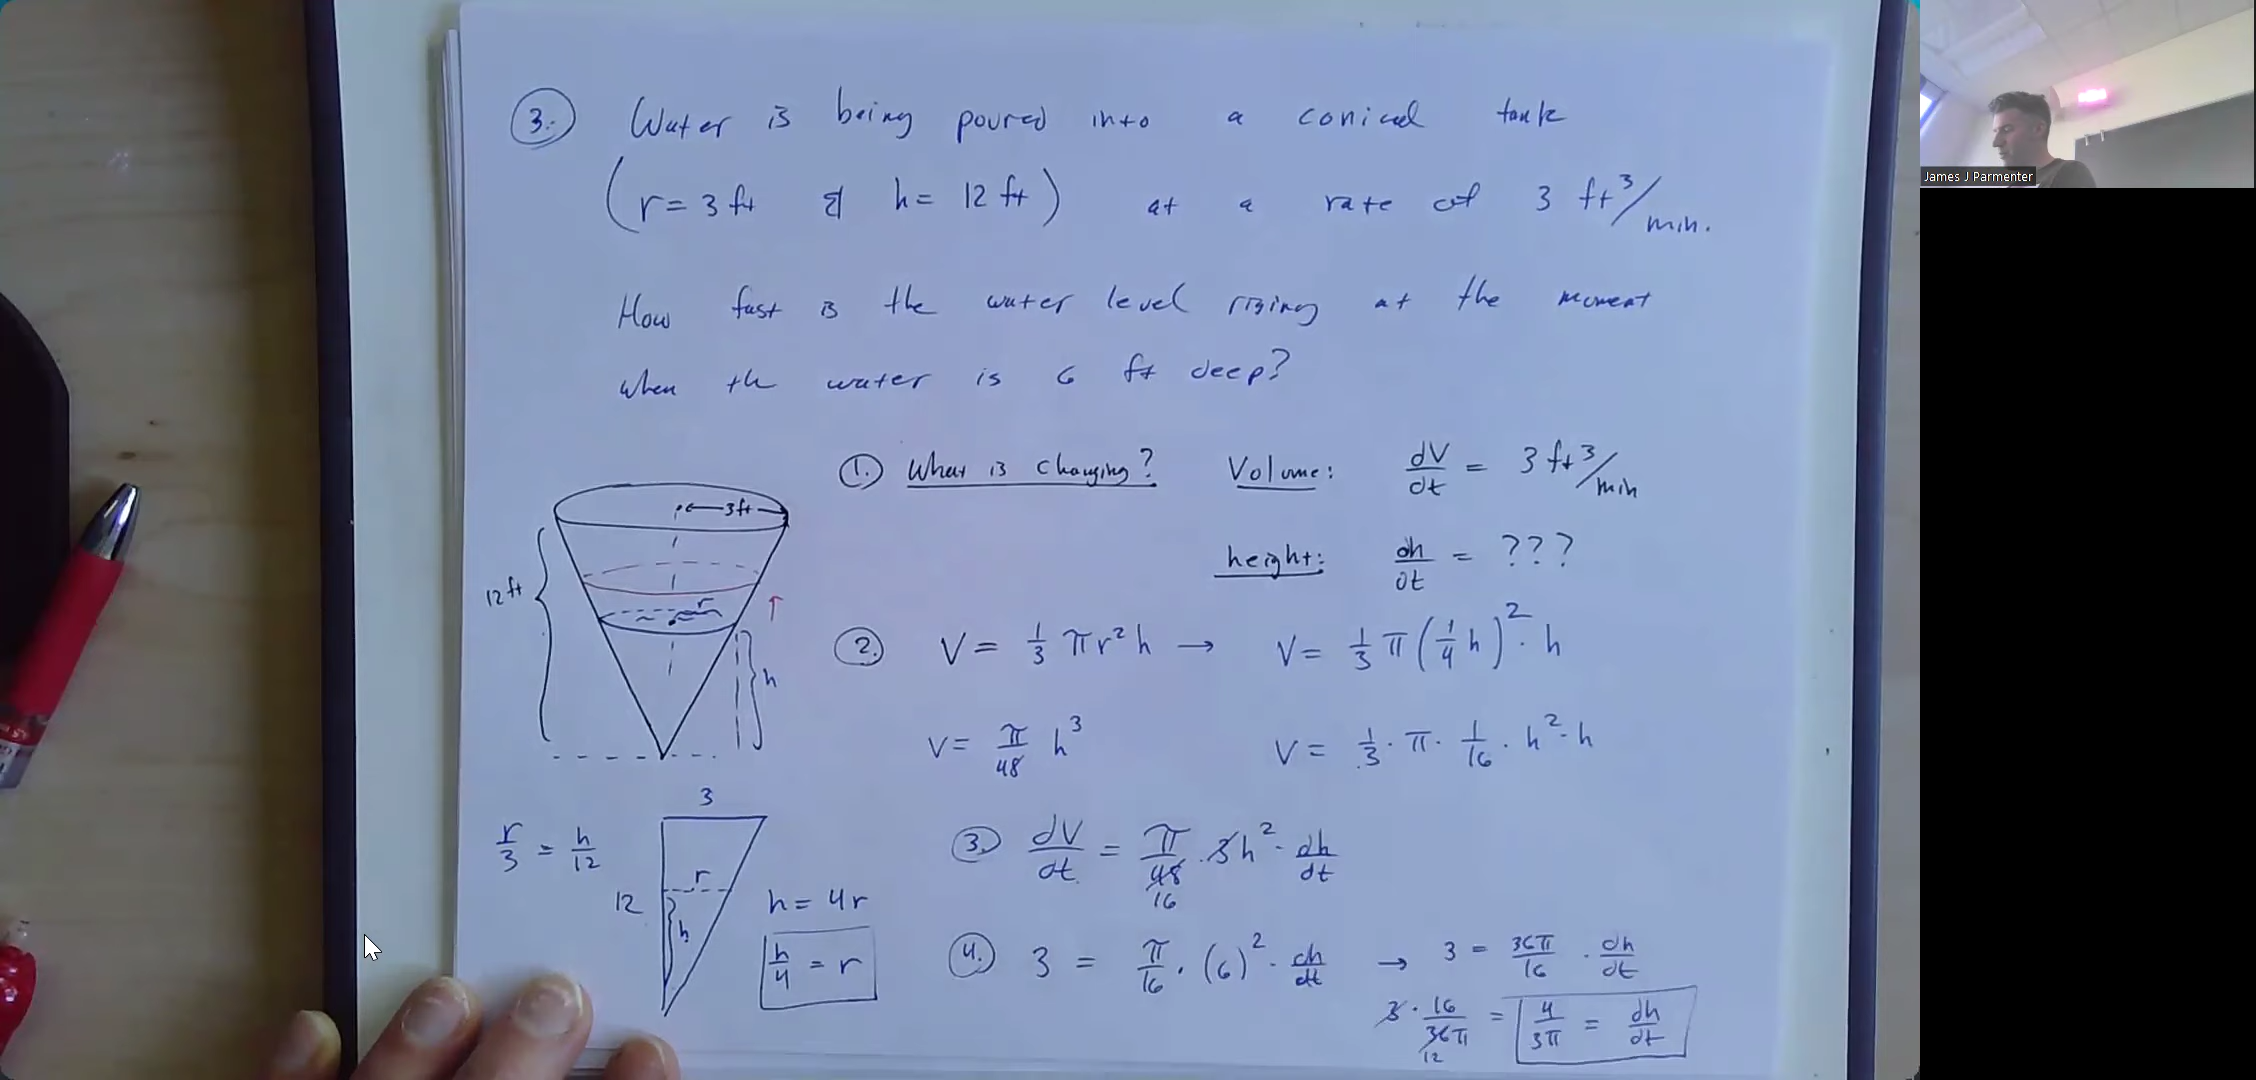 3. Water is being poured into a conical tank
(r = 3 ft & h = 12 ft) at a rate of 3 ft³/min.
How fast is the water level rising at the moment
when the water is 6 ft deep?
1. What is changing? Volume: dV/dt = 3 ft³/min
height: dh/dt = ???
3 ft
12 ft
r
h
2. V = 1/3 πr²h → V = 1/3 π(1/4 h)² · h
V = π/48 h³ V = 1/3 · π · 1/16 · h² · h
r/3 = h/12
3
12
r
h
h = 4r
h/4 = r
3. dV/dt = π/48 · 3h² · dh/dt
16
4. 3 = π/16 · (6)² · dh/dt → 3 = 36π/16 · dh/dt
3 · 16/36π = 4/3π = dh/dt
12
James J Parmenter